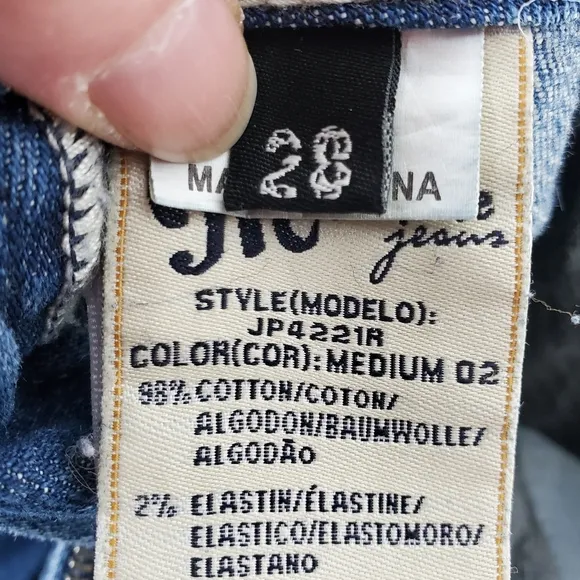 28
MA NA
jeans
STYLE(MODELO):
JP4221R
COLOR(COR): MEDIUM 02
98% COTTON/COTON/
ALGODON/BAUMWOLLE/
ALGODÃO
2% ELASTIN/ÉLASTINE/
ELASTICO/ELASTOMORO/
ELASTANO